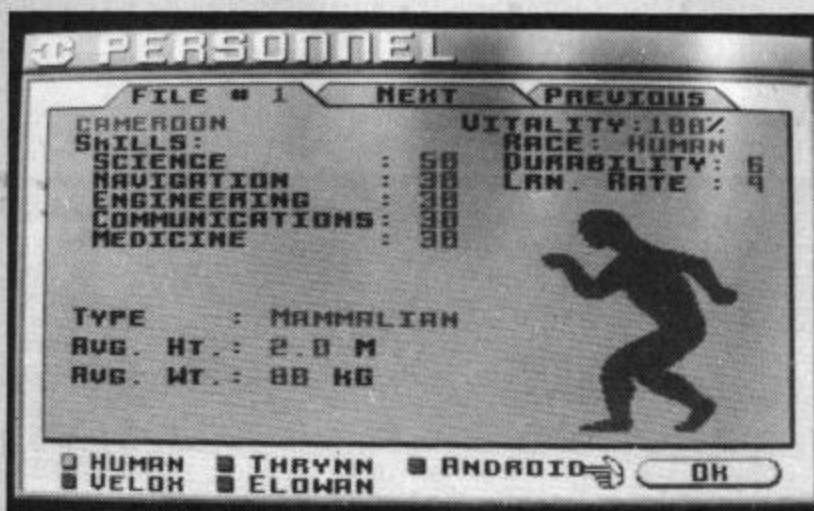 PERSONNEL
FILE # 1 NEXT PREVIOUS
CAMEROON VITALITY:100%
SKILLS: RACE: HUMAN
SCIENCE : 50 DURABILITY: 6
NAVIGATION : 30 LRN. RATE : 4
ENGINEERING : 30
COMMUNICATIONS: 30
MEDICINE : 30
TYPE : MAMMALIAN
AVG. HT.: 2.0 M
AVG. WT.: 80 KG
HUMAN THRYNN ANDROID OK
VELOX ELOWAN